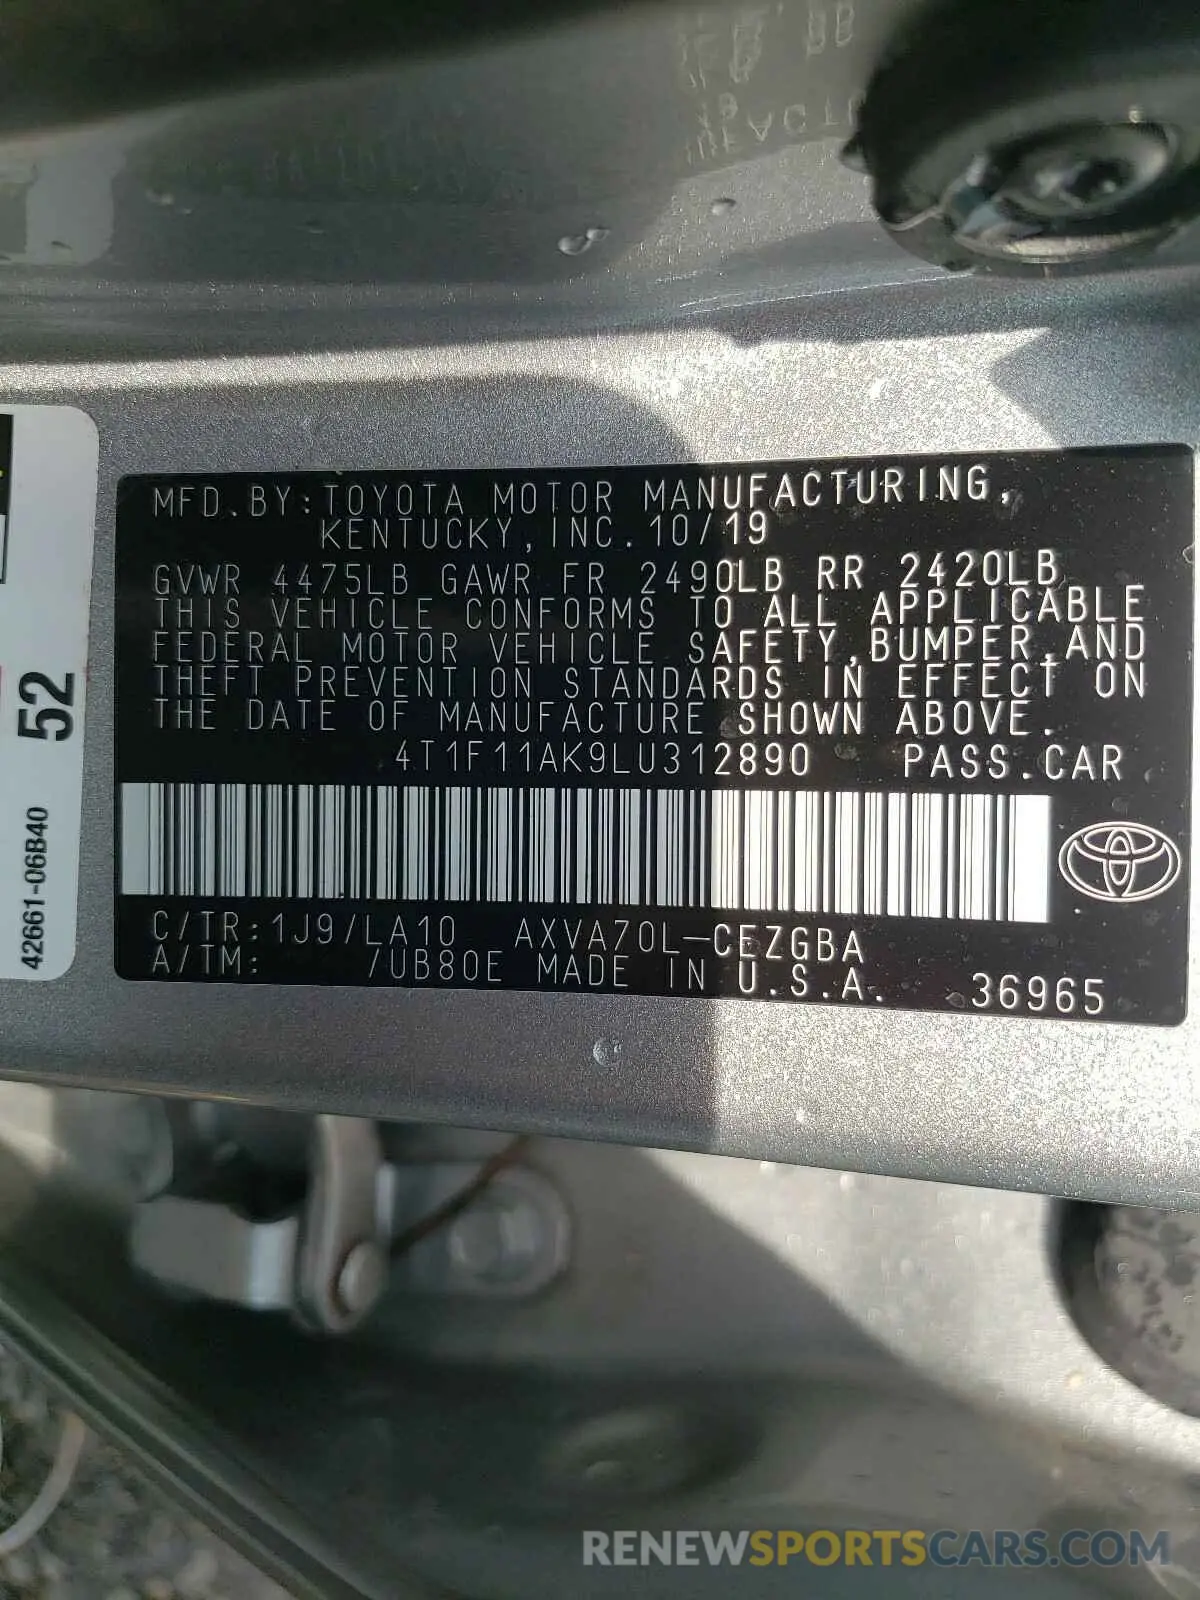 MFD.BY:TOYOTA MOTOR MANUFACTURING,
KENTUCKY,INC.10/19
GVWR 4475LB GAWR FR 2490LB RR 2420LB
THIS VEHICLE CONFORMS TO ALL APPLICABLE
FEDERAL MOTOR VEHICLE SAFETY,BUMPER,AND
THEFT PREVENTION STANDARDS IN EFFECT ON
THE DATE OF MANUFACTURE SHOWN ABOVE.
4T1F11AK9LU312890 PASS.CAR
C/TR:1J9/LA10 AXVA70L-CEZGBA
A/TM: /UB80E MADE IN U.S.A. 36965
52
42661-06B40
RENEWSPORTSCARS.COM